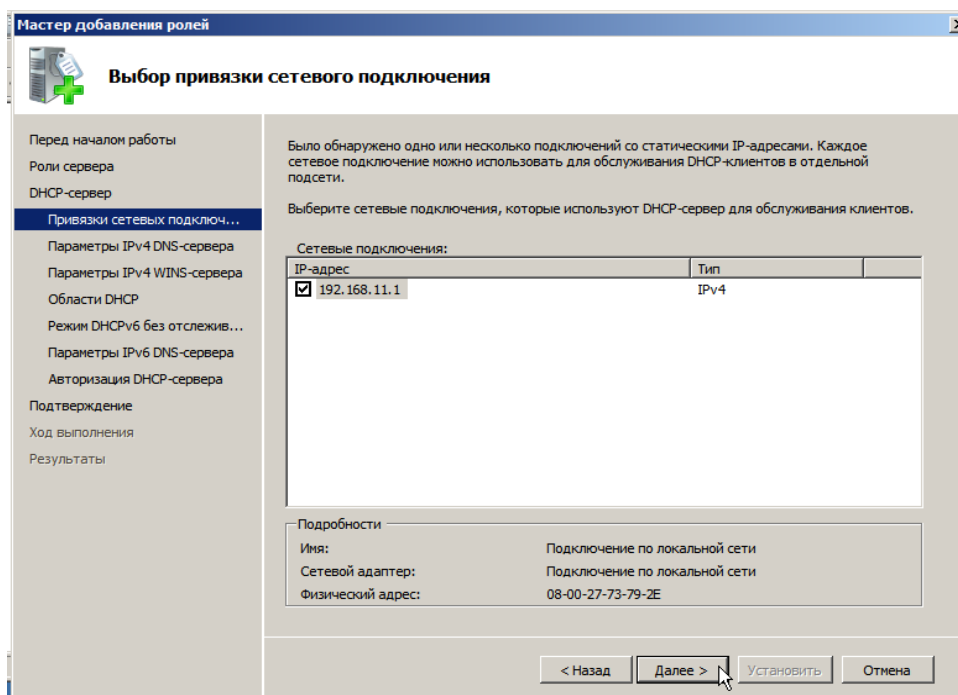 Мастер добавления ролей
Выбор привязки сетевого подключения
Перед началом работы
Роли сервера
DHCP-сервер
Привязки сетевых подключ...
Параметры IPv4 DNS-сервера
Параметры IPv4 WINS-сервера
Области DHCP
Режим DHCPv6 без отслежив...
Параметры IPv6 DNS-сервера
Авторизация DHCP-сервера
Подтверждение
Ход выполнения
Результаты
Было обнаружено одно или несколько подключений со статическими IP-адресами. Каждое
сетевое подключение можно использовать для обслуживания DHCP-клиентов в отдельной
подсети.
Выберите сетевые подключения, которые используют DHCP-сервер для обслуживания клиентов.
Сетевые подключения:
IP-адрес Тип
192.168.11.1 IPv4
Подробности
Имя: Подключение по локальной сети
Сетевой адаптер: Подключение по локальной сети
Физический адрес: 08-00-27-73-79-2E
< Назад Далее > Установить Отмена